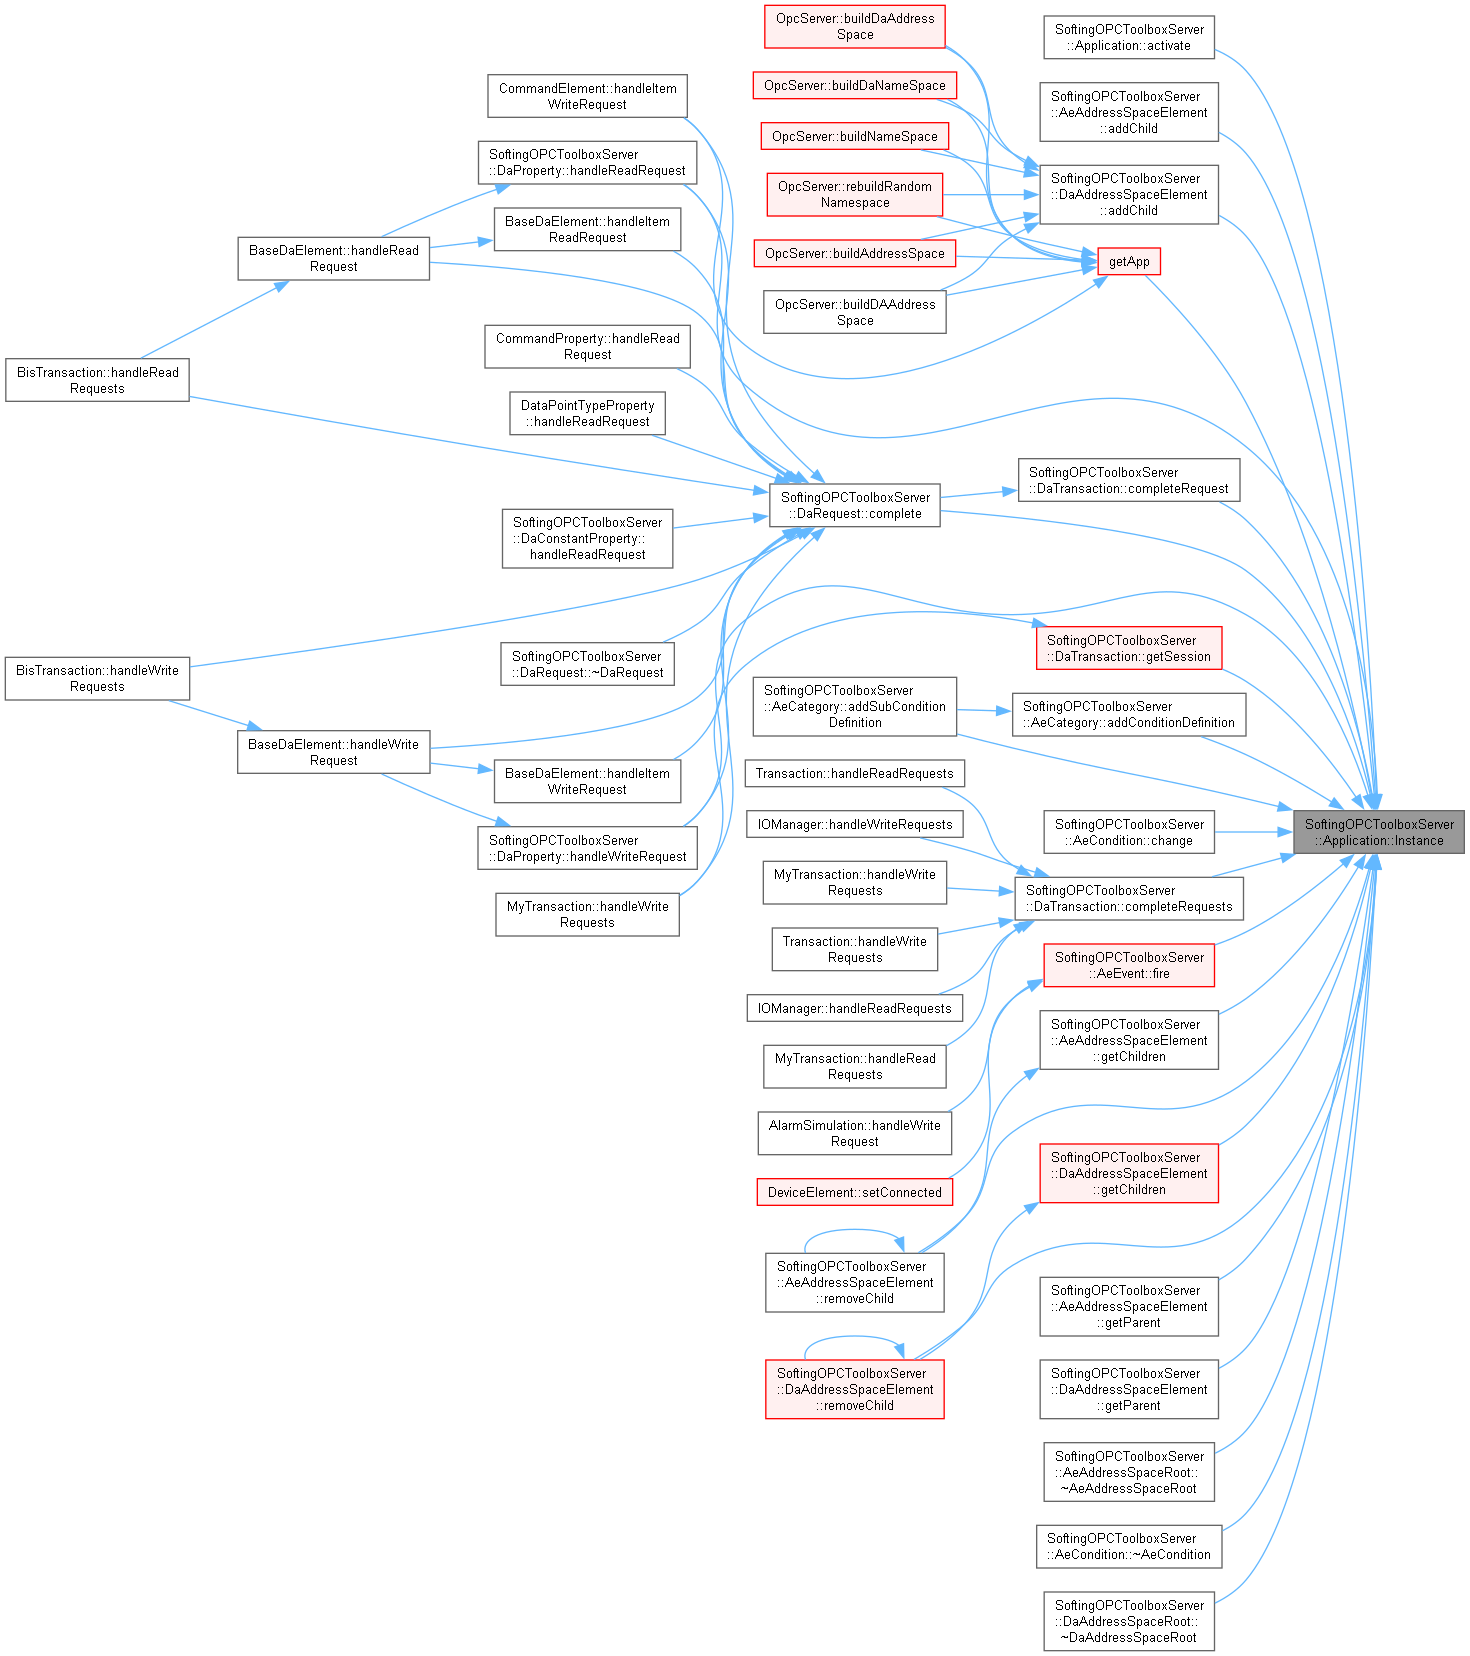 OpcServer::buildDaAddress
Space
SoftingOPCToolboxServer
::Application::activate
OpcServer::buildDaNameSpace
CommandElement::handleItem
WriteRequest
SoftingOPCToolboxServer
::AeAddressSpaceElement
::addChild
OpcServer::buildNameSpace
SoftingOPCToolboxServer
::DaProperty::handleReadRequest
OpcServer::rebuildRandom
Namespace
SoftingOPCToolboxServer
::DaAddressSpaceElement
::addChild
BaseDaElement::handleItem
ReadRequest
BaseDaElement::handleRead
Request
OpcServer::buildAddressSpace
getApp
OpcServer::buildDAAddress
Space
CommandProperty::handleRead
Request
BisTransaction::handleRead
Requests
DataPointTypeProperty
::handleReadRequest
SoftingOPCToolboxServer
::DaTransaction::completeRequest
SoftingOPCToolboxServer
::DaRequest::complete
SoftingOPCToolboxServer
::DaConstantProperty::
handleReadRequest
SoftingOPCToolboxServer
::DaTransaction::getSession
SoftingOPCToolboxServer
::DaRequest::~DaRequest
BisTransaction::handleWrite
Requests
SoftingOPCToolboxServer
::AeCategory::addSubCondition
Definition
SoftingOPCToolboxServer
::AeCategory::addConditionDefinition
BaseDaElement::handleWrite
Request
BaseDaElement::handleItem
WriteRequest
Transaction::handleReadRequests
IOManager::handleWriteRequests
SoftingOPCToolboxServer
::AeCondition::change
SoftingOPCToolboxServer
::Application::Instance
SoftingOPCToolboxServer
::DaProperty::handleWriteRequest
MyTransaction::handleWrite
Requests
SoftingOPCToolboxServer
::DaTransaction::completeRequests
MyTransaction::handleWrite
Requests
Transaction::handleWrite
Requests
SoftingOPCToolboxServer
::AeEvent::fire
IOManager::handleReadRequests
SoftingOPCToolboxServer
::AeAddressSpaceElement
::getChildren
MyTransaction::handleRead
Requests
AlarmSimulation::handleWrite
Request
SoftingOPCToolboxServer
::DaAddressSpaceElement
::getChildren
DeviceElement::setConnected
SoftingOPCToolboxServer
::AeAddressSpaceElement
::removeChild
SoftingOPCToolboxServer
::AeAddressSpaceElement
::getParent
SoftingOPCToolboxServer
::DaAddressSpaceElement
::removeChild
SoftingOPCToolboxServer
::DaAddressSpaceElement
::getParent
SoftingOPCToolboxServer
::AeAddressSpaceRoot::
~AeAddressSpaceRoot
SoftingOPCToolboxServer
::AeCondition::~AeCondition
SoftingOPCToolboxServer
::DaAddressSpaceRoot::
~DaAddressSpaceRoot